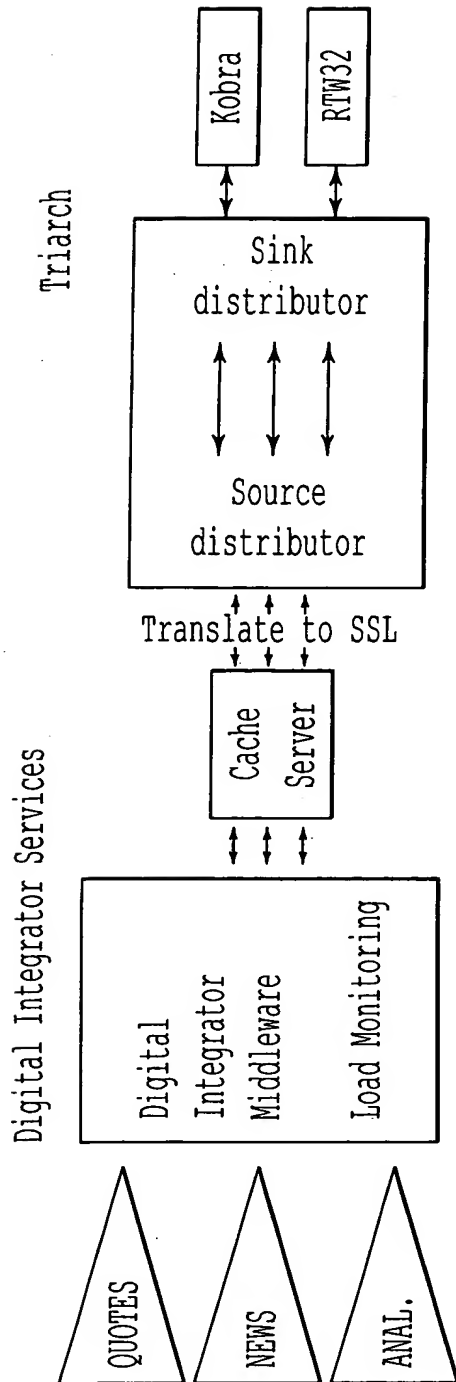 Digital Integrator Services
Triarch
QUOTES
NEWS
ANAL.
Digital
Integrator
Middleware
Load Monitoring
Cache
Server
Translate to SSL
Source
distributor
Sink
distributor
Kobra
RTW32